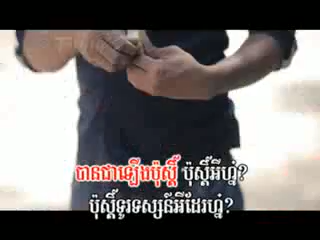 បានជាឡើងប៉ុស្តិ៍ ប៉ុស្តិ៍អីហ្នំ?
ប៉ុស្តិ៍ទូរទស្សន៍អីដែរហ្នំ?